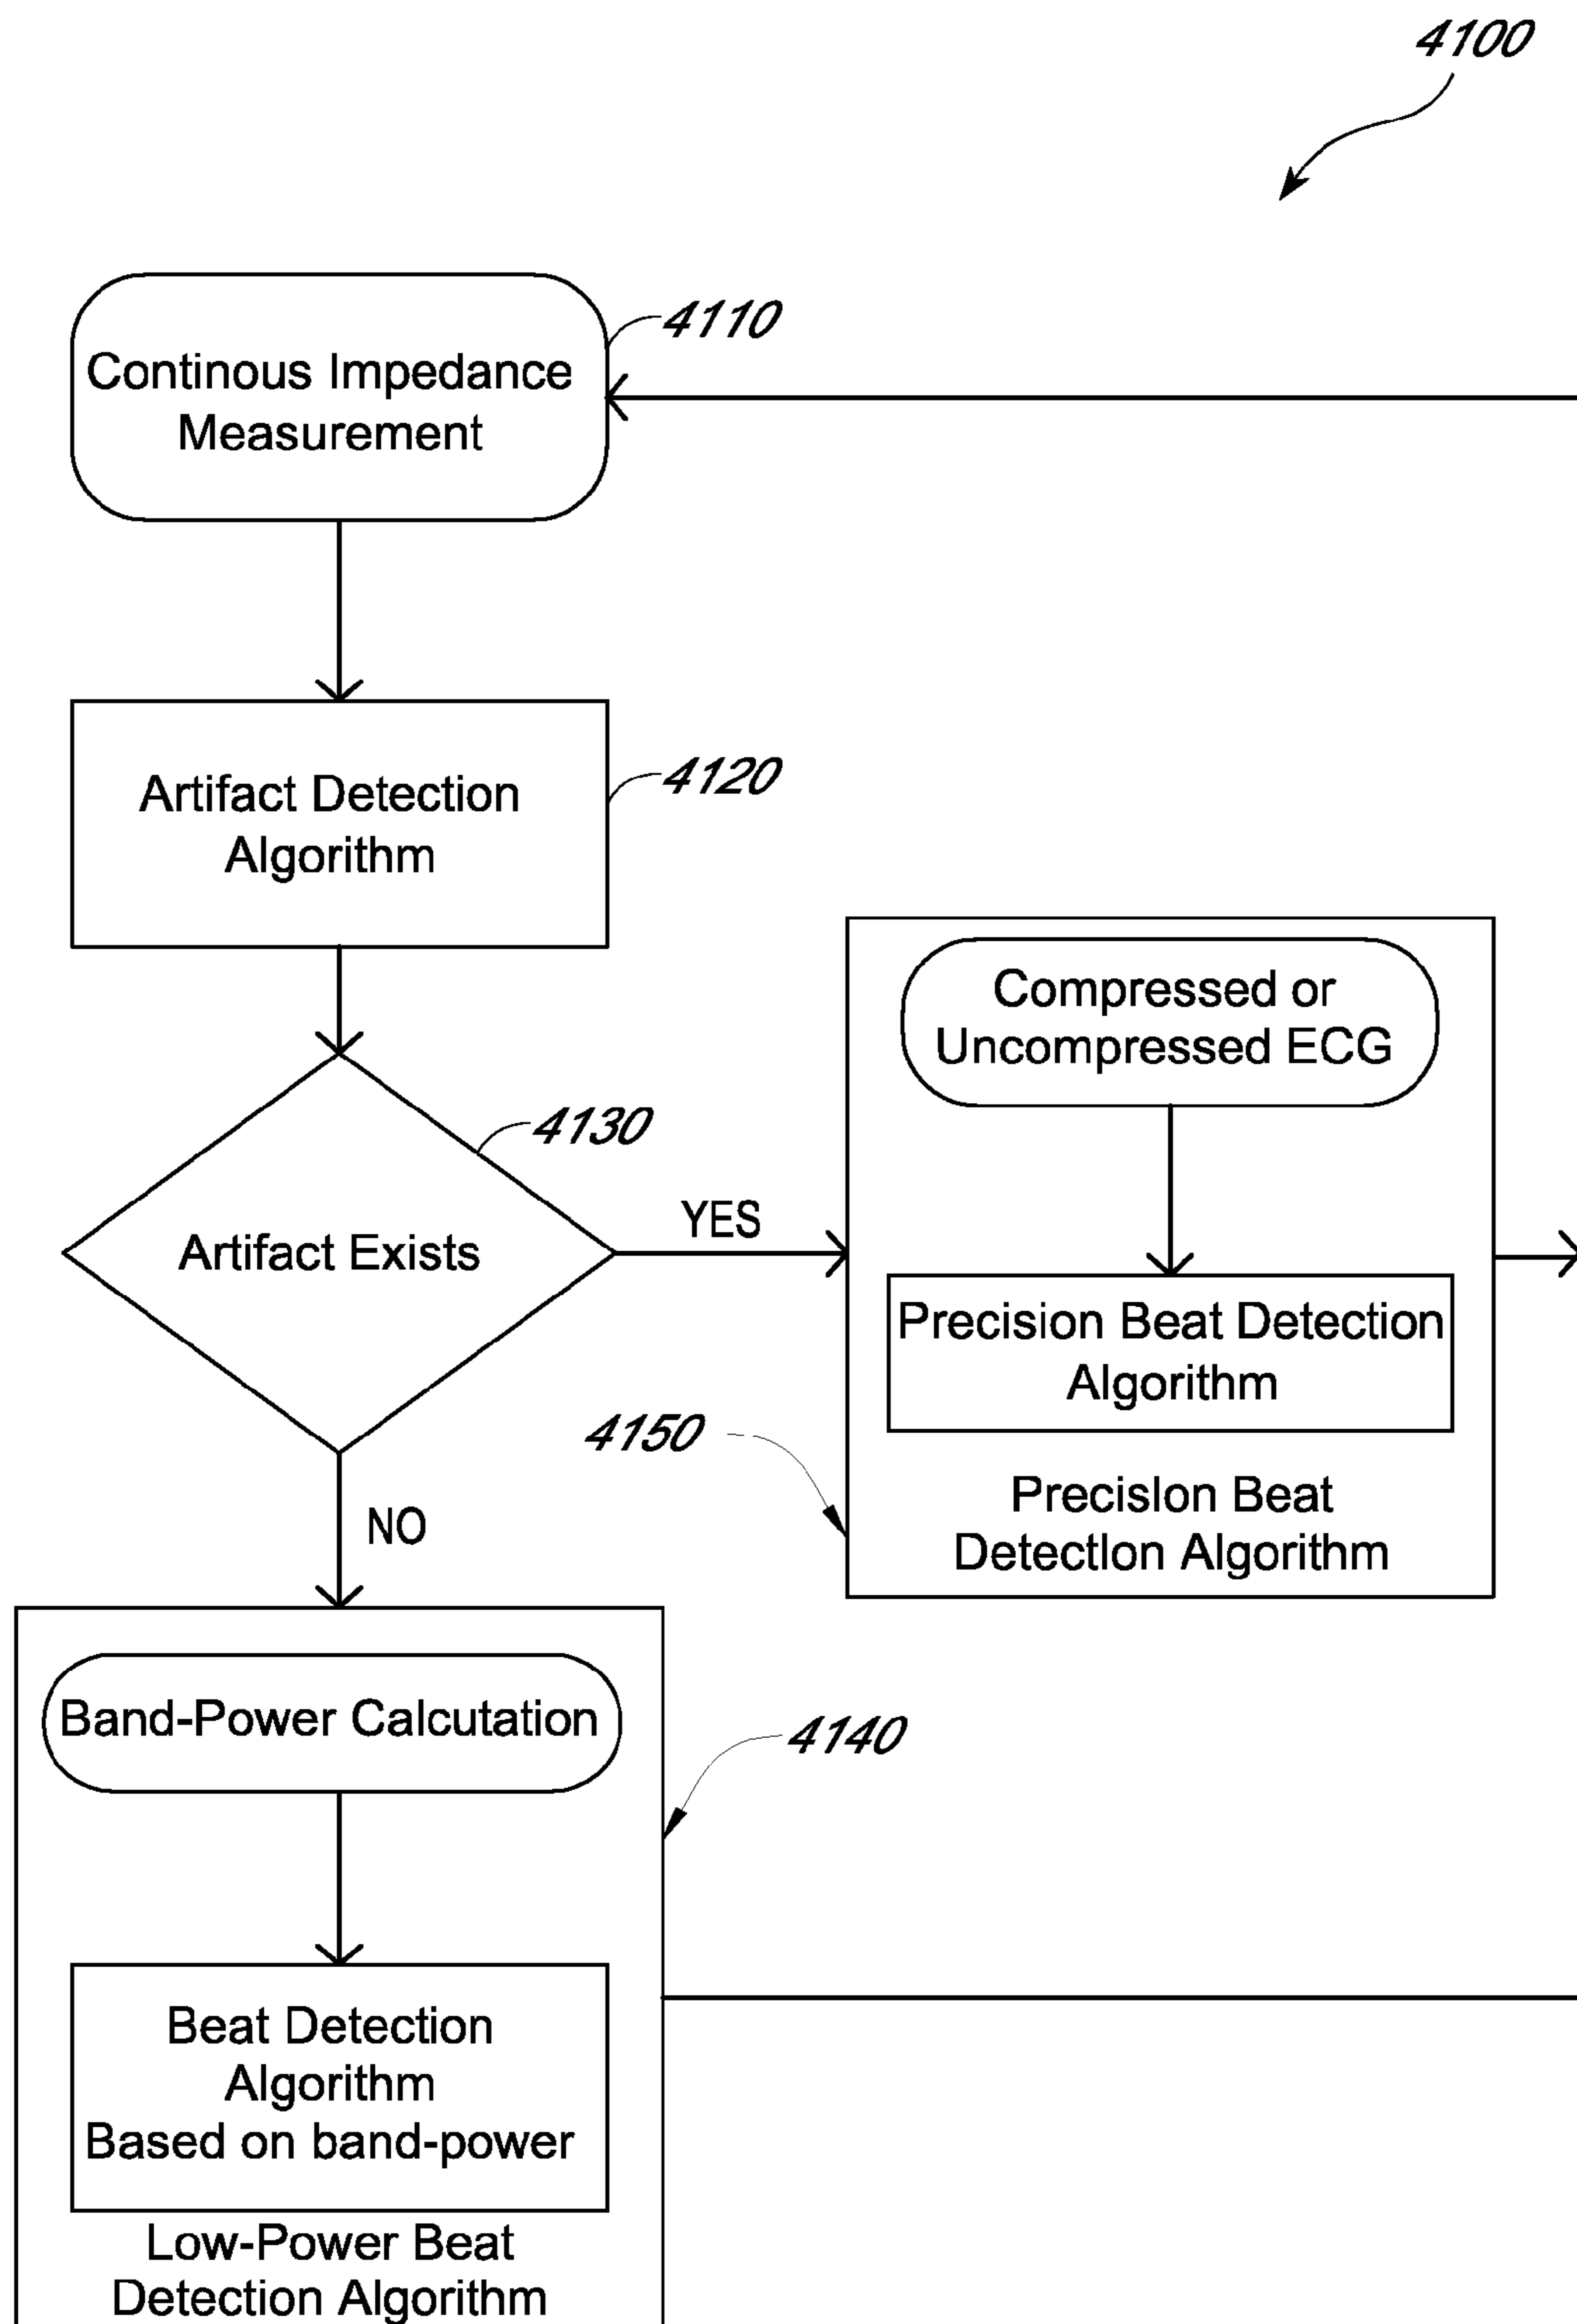 4100
4110
Continous Impedance
Measurement
4120
Artifact Detection
Algorithm
4130
Artifact Exists
YES
NO
Compressed or
Uncompressed ECG
Precision Beat Detection
Algorithm
4150
PrecisIon Beat
DetectIon Algorithm
Band-Power Calcutation
4140
Beat Detection
Algorithm
Based on band-power
Low-Power Beat
Detection Algorithm